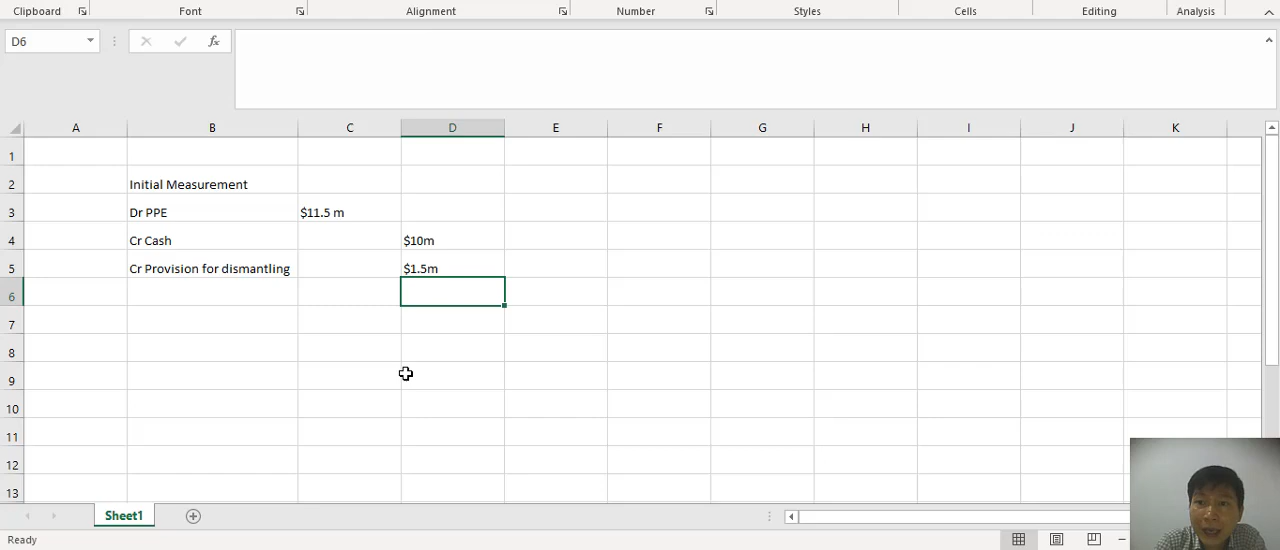 Clipboard Font Alignment Number Styles Cells Editing Analysis
D6 fx
A B C D E F G H I J K
1
2 Initial Measurement
3 Dr PPE $11.5 m
4 Cr Cash $10m
5 Cr Provision for dismantling $1.5m
6
7
8
9
10
11
12
13
Sheet1
Ready